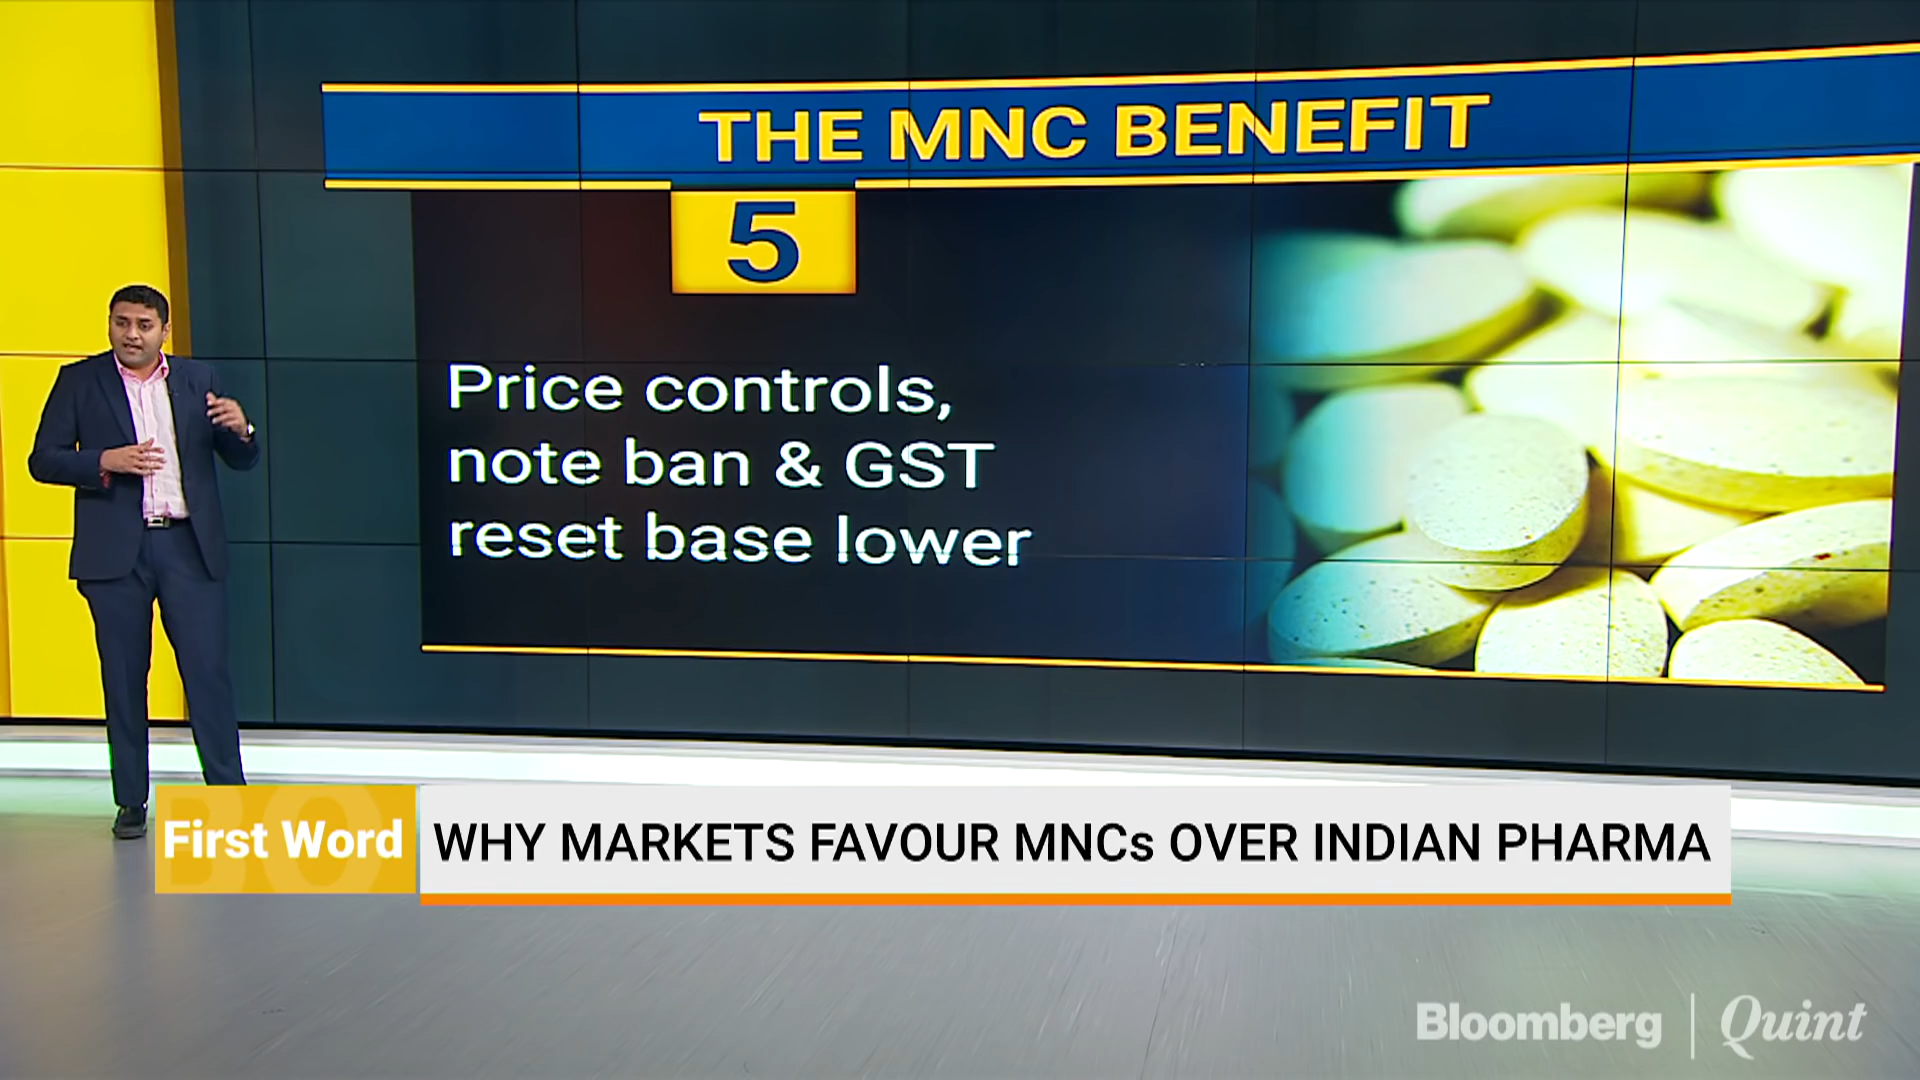 THE MNC BENEFIT
5
Price controls,
note ban & GST
reset base lower
First Word
WHY MARKETS FAVOUR MNCs OVER INDIAN PHARMA
Bloomberg | Quint